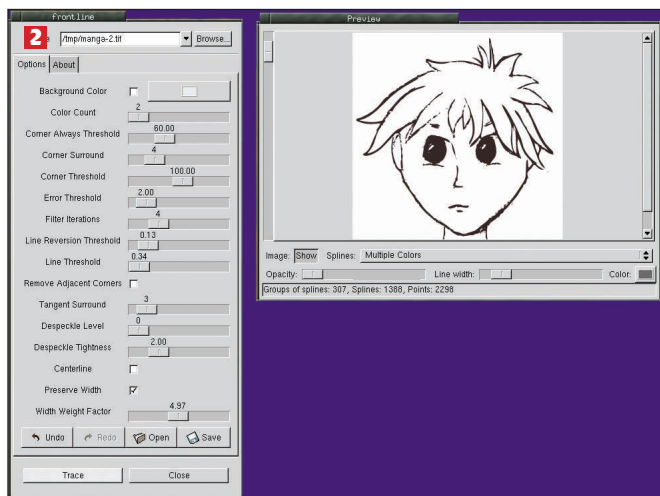 frontline
2
/tmp/manga-2.tif
Browse...
Options
About
Background Color
Color Count
2
Corner Always Threshold
60.00
Corner Surround
4
Corner Threshold
100.00
Error Threshold
2.00
Filter Iterations
4
Line Reversion Threshold
0.13
Line Threshold
0.34
Remove Adjacent Corners
Tangent Surround
3
Despeckle Level
0
Despeckle Tightness
2.00
Centerline
Preserve Width
Width Weight Factor
4.97
Undo
Redo
Open
Save
Trace
Close
Preview
Image: Show Splines: Multiple Colors
Opacity: Line width: Color:
Groups of splines: 307, Splines: 1388, Points: 2298